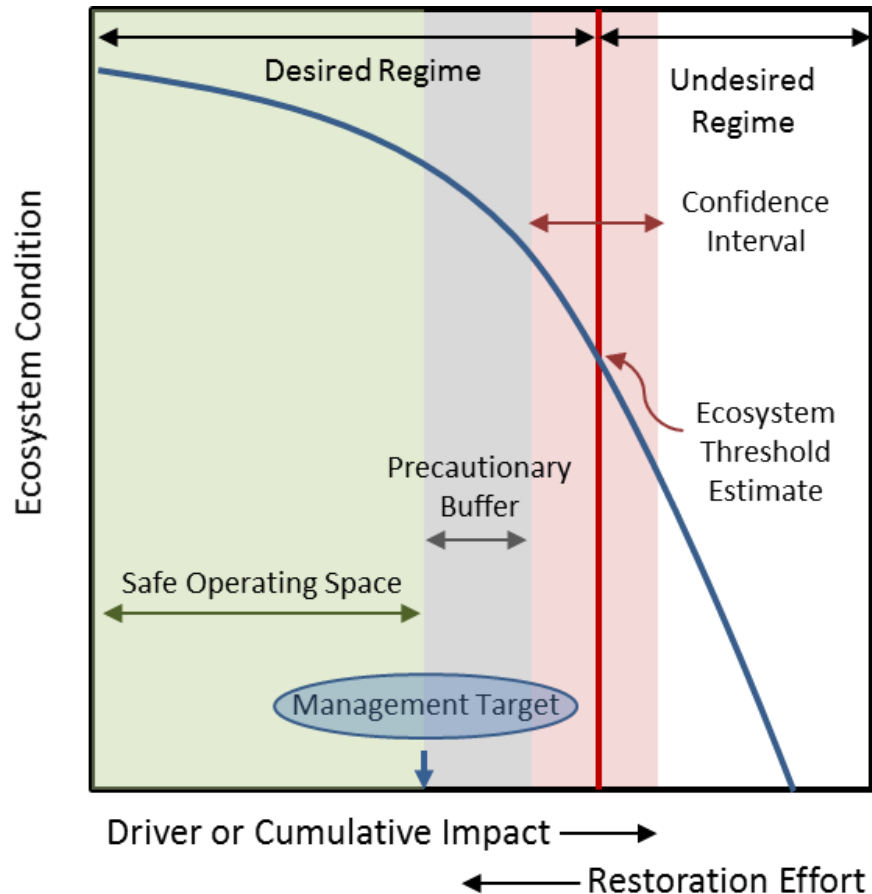 Desired Regime
Undesired
Regime
Confidence
Interval
Ecosystem Condition
Ecosystem
Threshold
Estimate
Precautionary
Buffer
Safe Operating Space
Management Target
Driver or Cumulative Impact
Restoration Effort